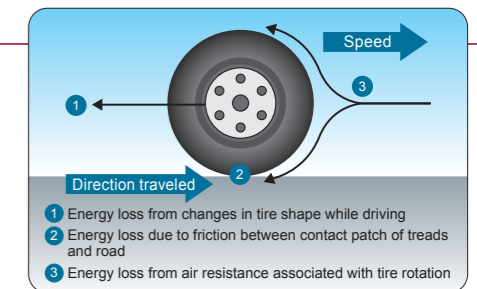 Speed
3
1
2
Direction traveled
1 Energy loss from changes in tire shape while driving
2 Energy loss due to friction between contact patch of treads
and road
3 Energy loss from air resistance associated with tire rotation